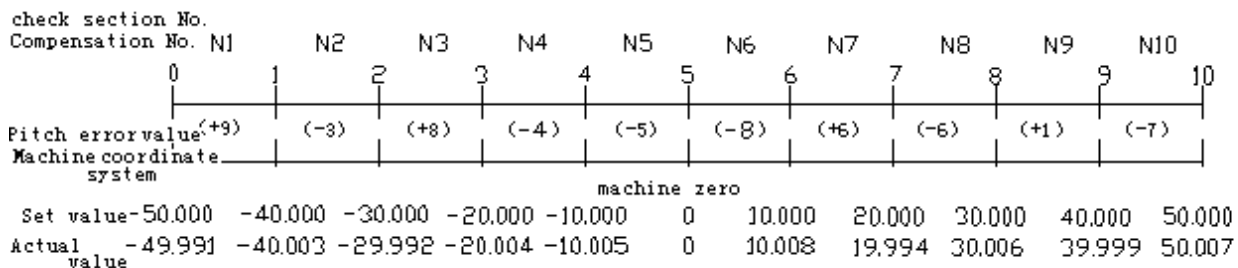 check section No.
Compensation No. N1 N2 N3 N4 N5 N6 N7 N8 N9 N10
0 1 2 3 4 5 6 7 8 9 10
Pitch error value (+9) (-3) (+8) (-4) (-5) (-8) (+6) (-6) (+1) (-7)
Machine coordinate
system
machine zero
Set value -50.000 -40.000 -30.000 -20.000 -10.000 0 10.000 20.000 30.000 40.000 50.000
Actual -49.991 -40.003 -29.992 -20.004 -10.005 0 10.008 19.994 30.006 39.999 50.007
value